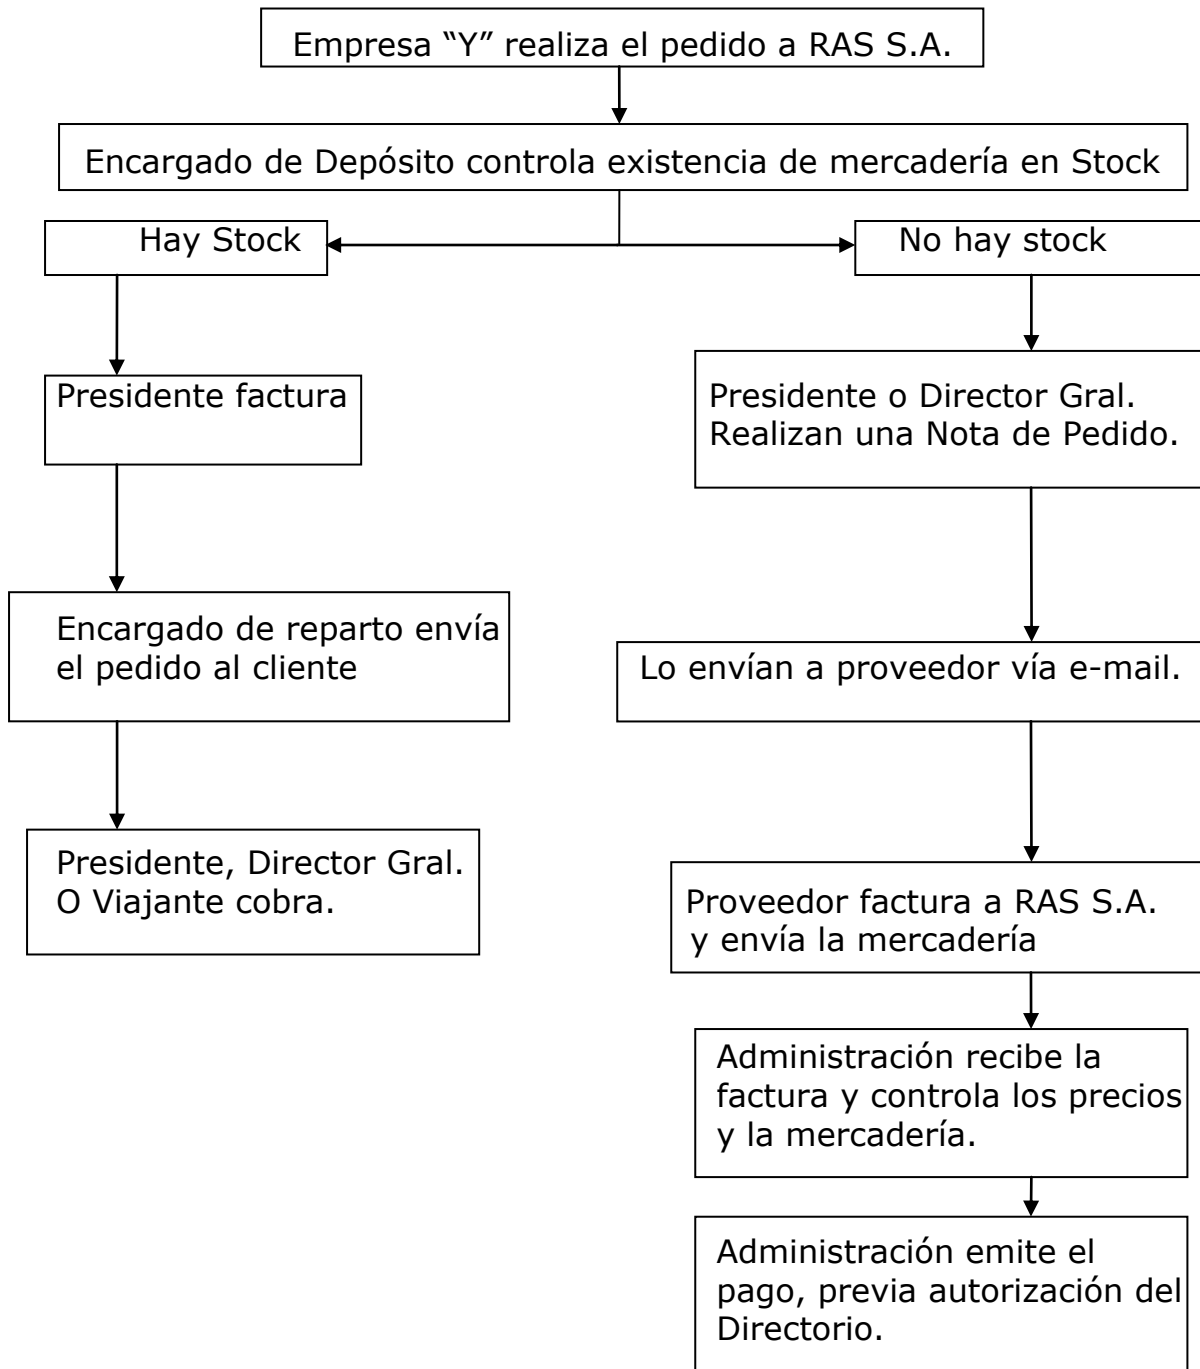 Empresa “Y” realiza el pedido a RAS S.A.
Encargado de Depósito controla existencia de mercadería en Stock
Hay Stock
No hay stock
Presidente factura
Presidente o Director Gral.
Realizan una Nota de Pedido.
Encargado de reparto envía
el pedido al cliente
Lo envían a proveedor vía e-mail.
Presidente, Director Gral.
O Viajante cobra.
Proveedor factura a RAS S.A.
y envía la mercadería
Administración recibe la
factura y controla los precios
y la mercadería.
Administración emite el
pago, previa autorización del
Directorio.